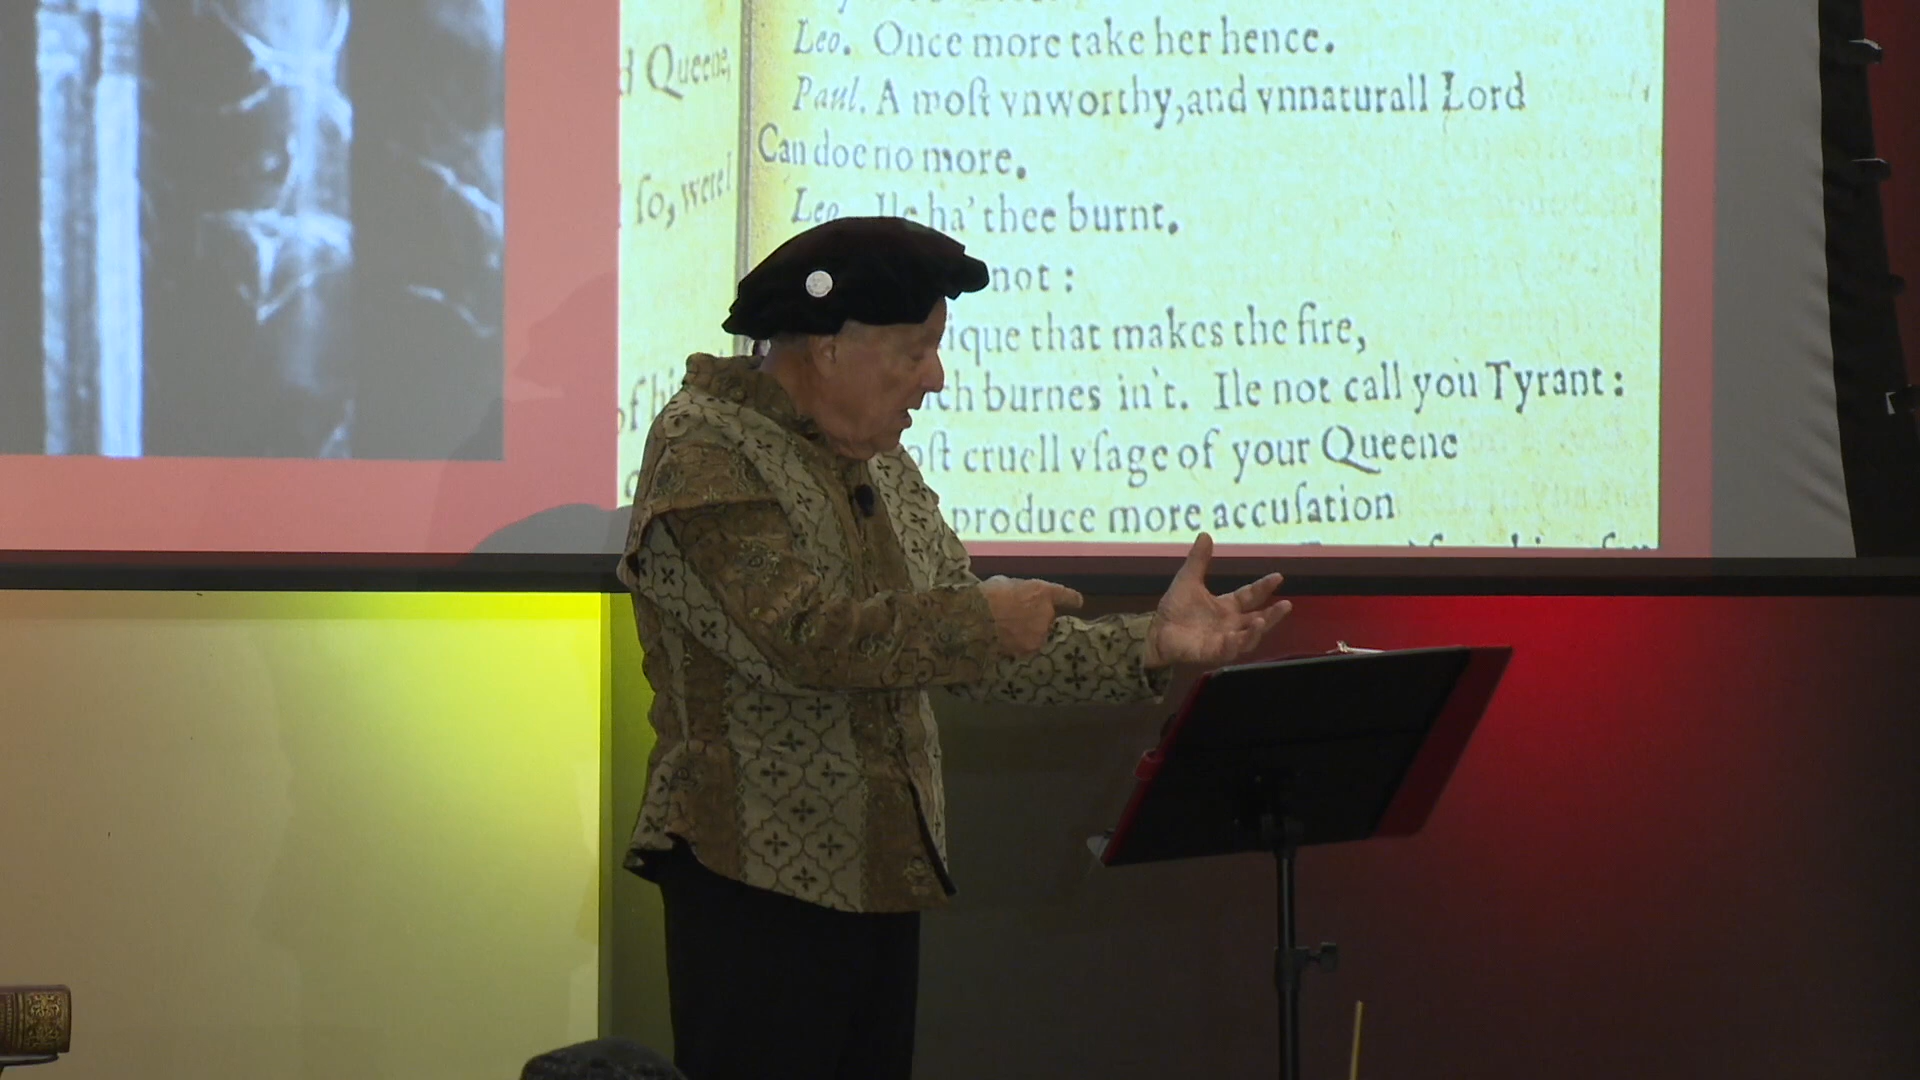 Leo. Once more take her hence.
Paul. A moſt vnworthy,and vnnaturall Lord
Can doe no more.
Leo. Ile ha' thee burnt.
not :
ique that makes the fire,
ch burnes in't. Ile not call you Tyrant :
oſt cruell vſage of your Queene
produce more accuſation
Queene,
ſo, were I